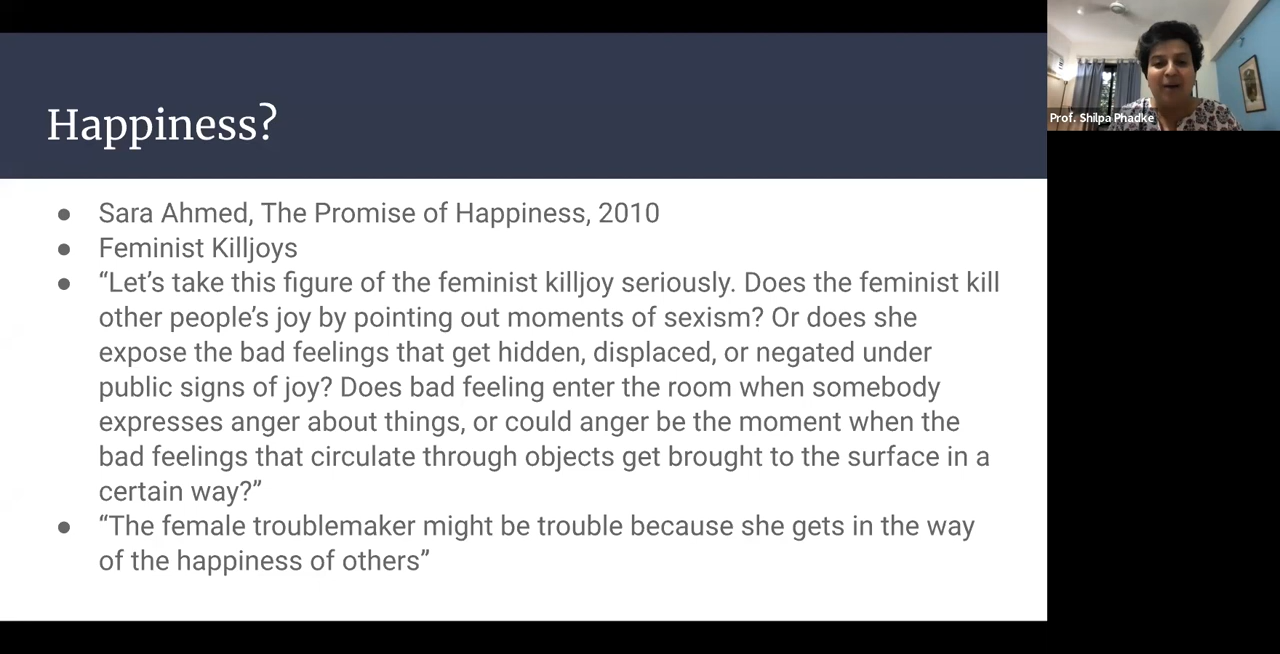 Happiness?
Prof. Shilpa Phadke
● Sara Ahmed, The Promise of Happiness, 2010
● Feminist Killjoys
● “Let’s take this figure of the feminist killjoy seriously. Does the feminist kill
other people’s joy by pointing out moments of sexism? Or does she
expose the bad feelings that get hidden, displaced, or negated under
public signs of joy? Does bad feeling enter the room when somebody
expresses anger about things, or could anger be the moment when the
bad feelings that circulate through objects get brought to the surface in a
certain way?”
● “The female troublemaker might be trouble because she gets in the way
of the happiness of others”